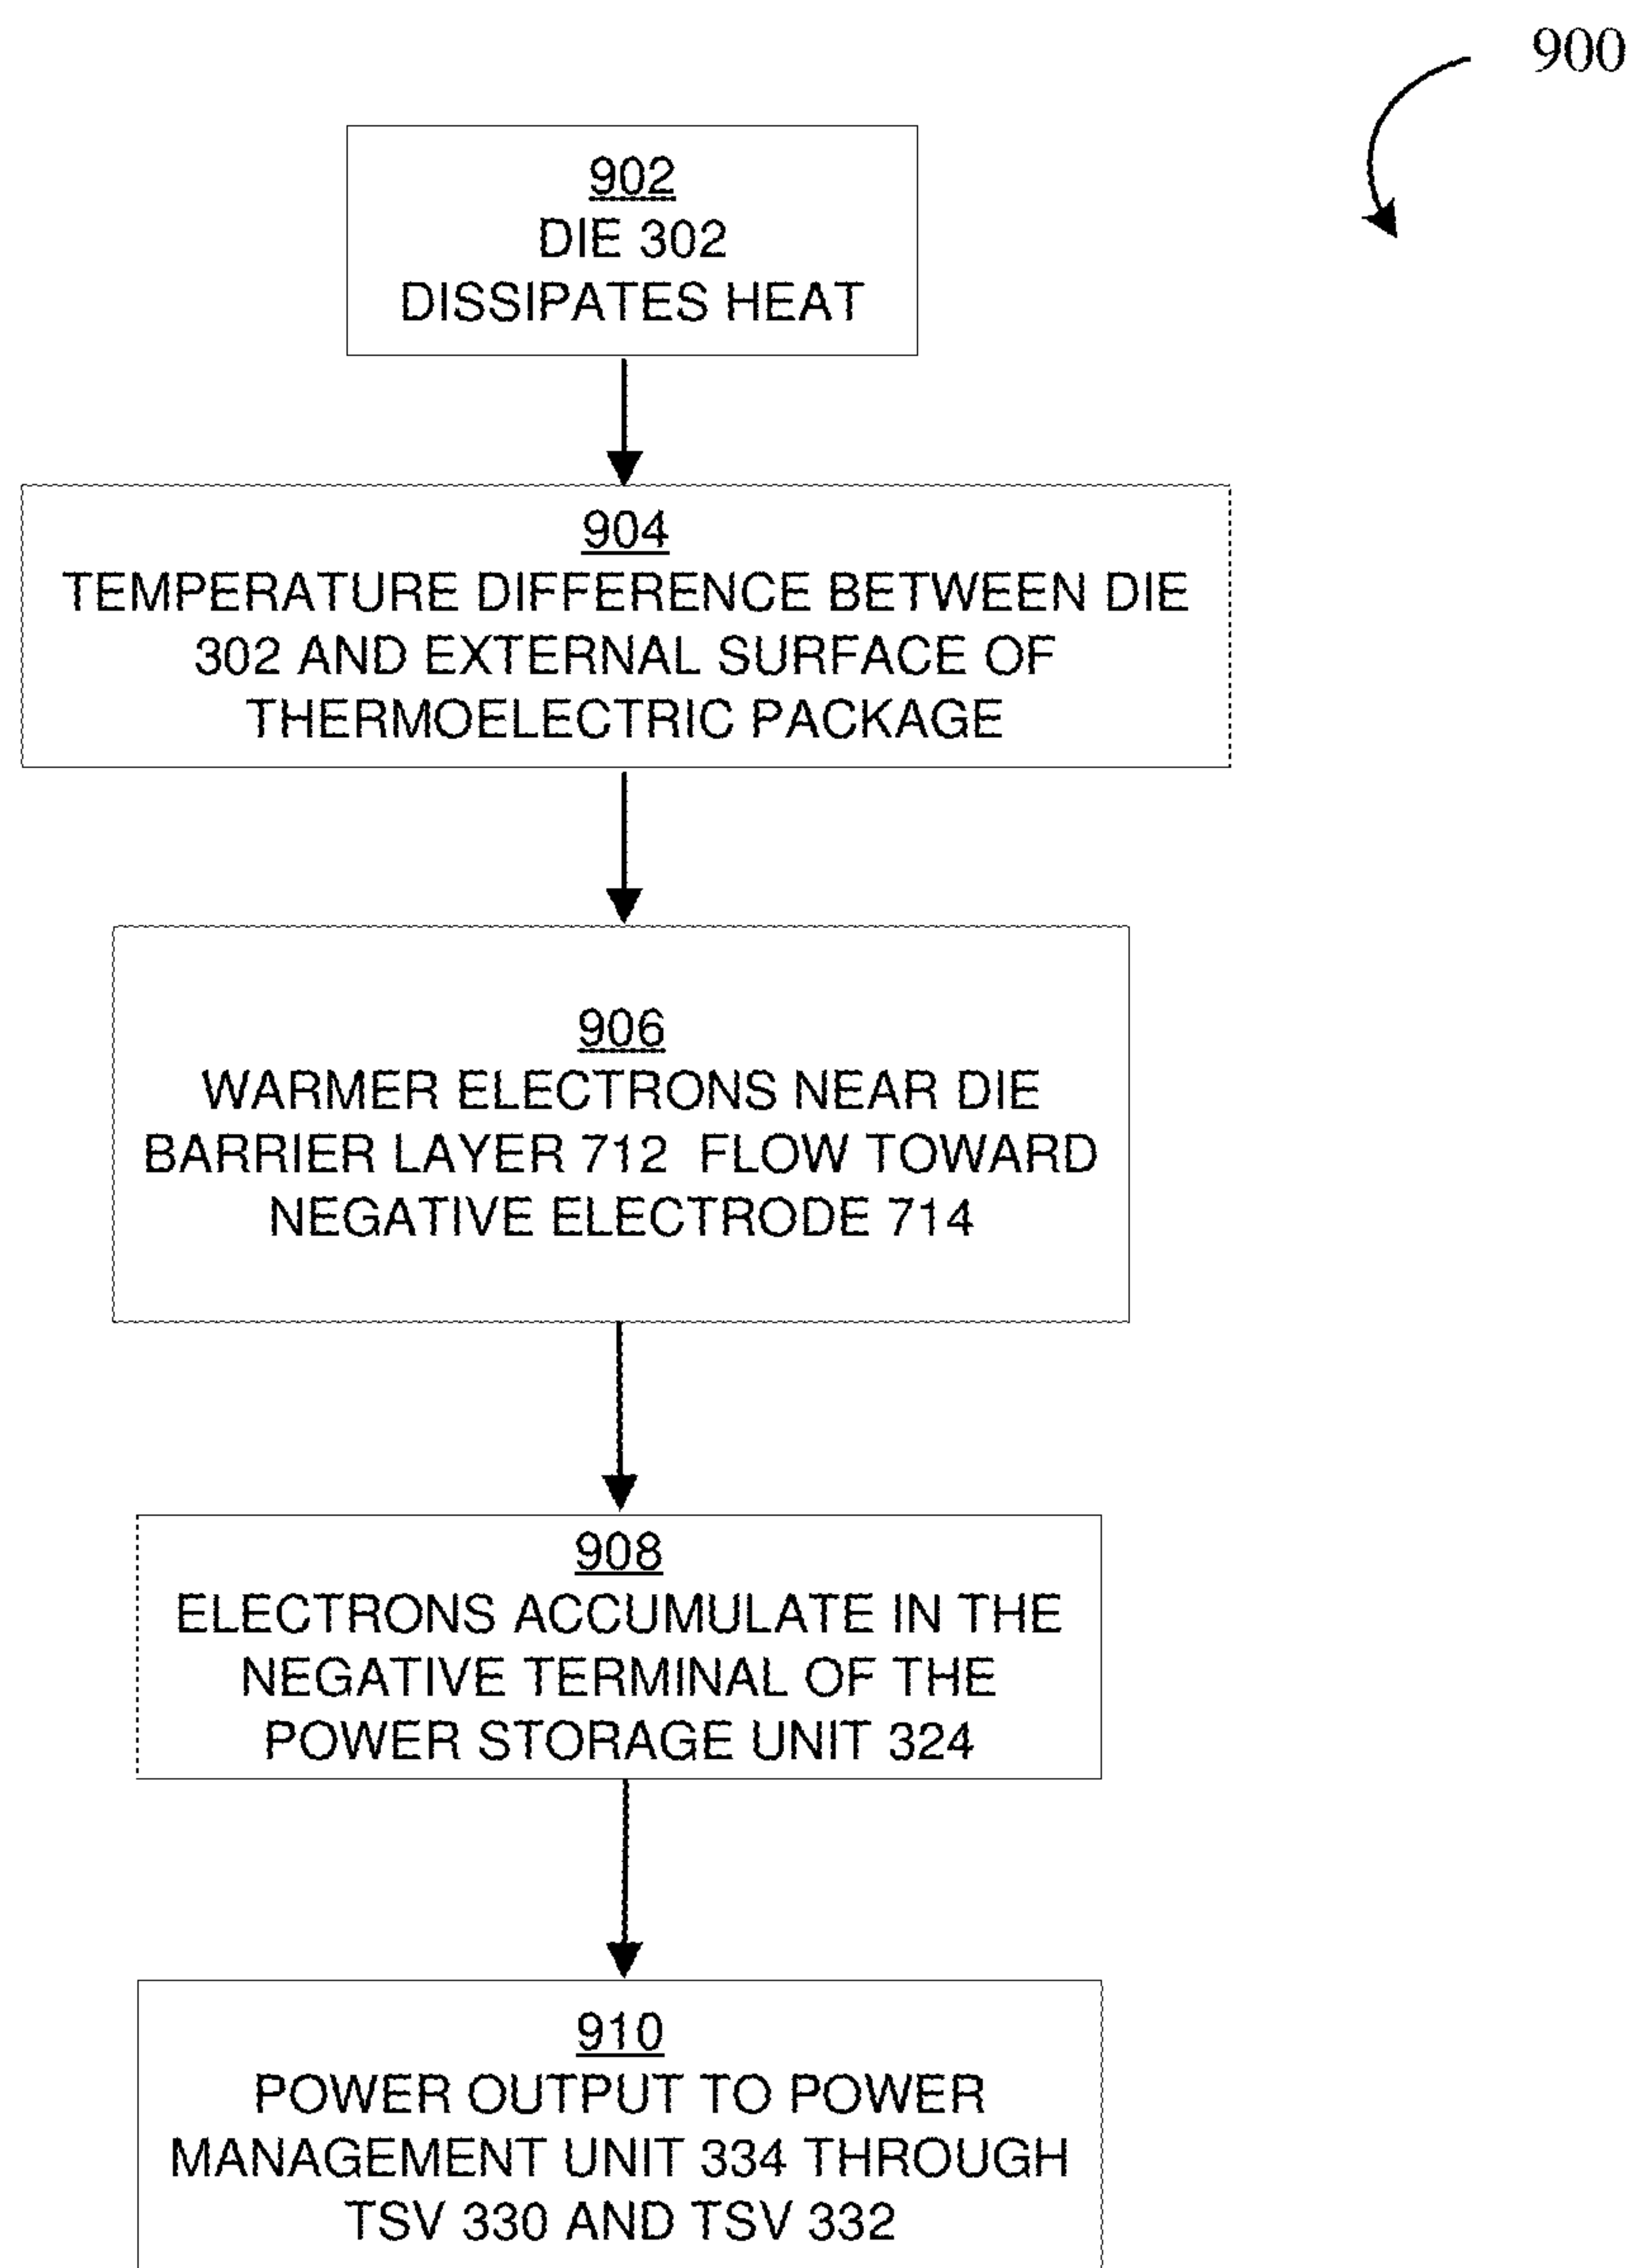 900
902
DIE 302
DISSIPATES HEAT
904
TEMPERATURE DIFFERENCE BETWEEN DIE
302 AND EXTERNAL SURFACE OF
THERMOELECTRIC PACKAGE
906
WARMER ELECTRONS NEAR DIE
BARRIER LAYER 712 FLOW TOWARD
NEGATIVE ELECTRODE 714
908
ELECTRONS ACCUMULATE IN THE
NEGATIVE TERMINAL OF THE
POWER STORAGE UNIT 324
910
POWER OUTPUT TO POWER
MANAGEMENT UNIT 334 THROUGH
TSV 330 AND TSV 332